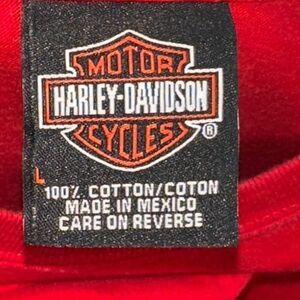 MOTOR
HARLEY-DAVIDSON
CYCLES ®
L
100% COTTON/COTON
MADE IN MEXICO
CARE ON REVERSE